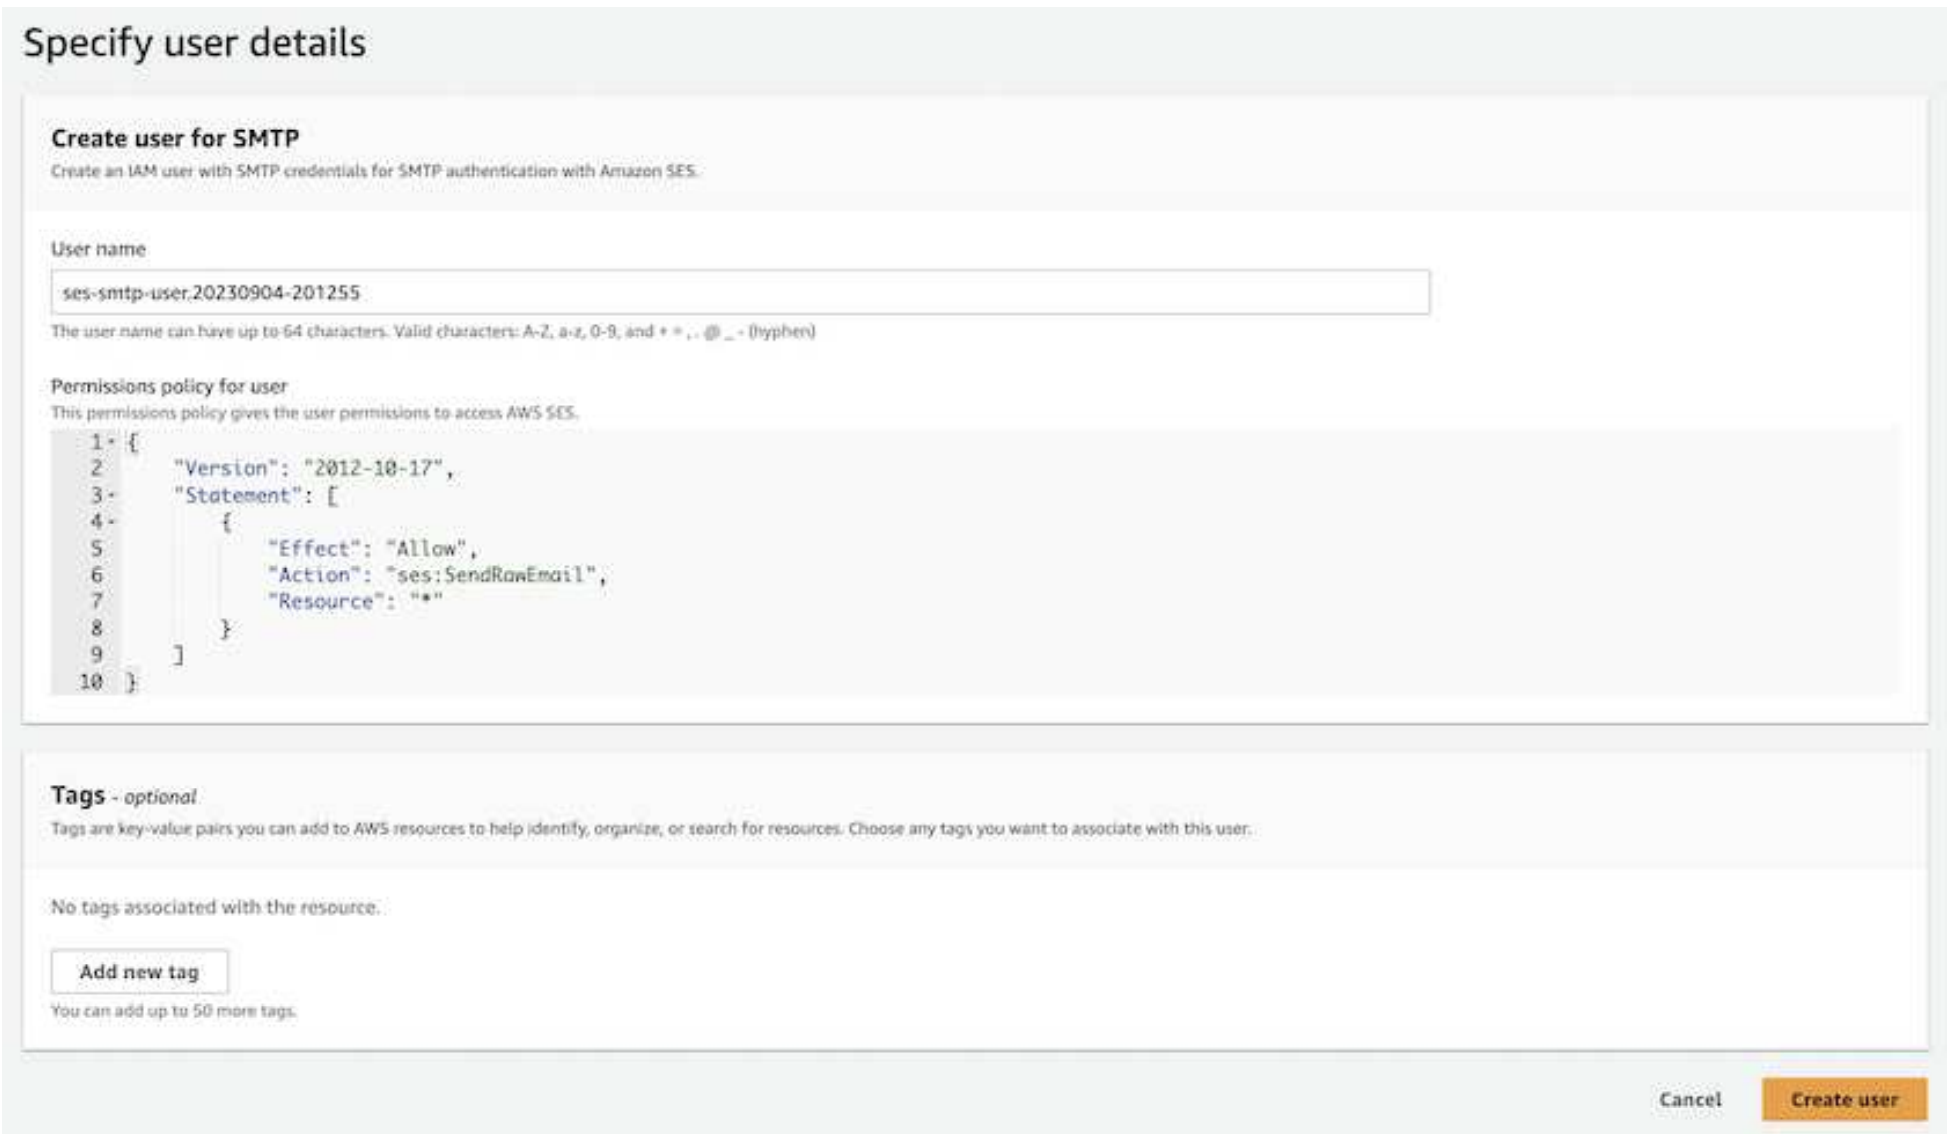 Specify user details
Create user for SMTP
Create an IAM user with SMTP credentials for SMTP authentication with Amazon SES.
User name
ses-smtp-user.20230904-201255
The user name can have up to 64 characters. Valid characters: A-Z, a-z, 0-9, and + = , . @ _ - (hyphen)
Permissions policy for user
This permissions policy gives the user permissions to access AWS SES.
1 {
2 "Version": "2012-10-17",
3 "Statement": [
4 {
5 "Effect": "Allow",
6 "Action": "ses:SendRawEmail",
7 "Resource": "*"
8 }
9 ]
10 }
Tags - optional
Tags are key-value pairs you can add to AWS resources to help identify, organize, or search for resources. Choose any tags you want to associate with this user.
No tags associated with the resource.
Add new tag
You can add up to 50 more tags.
Cancel Create user